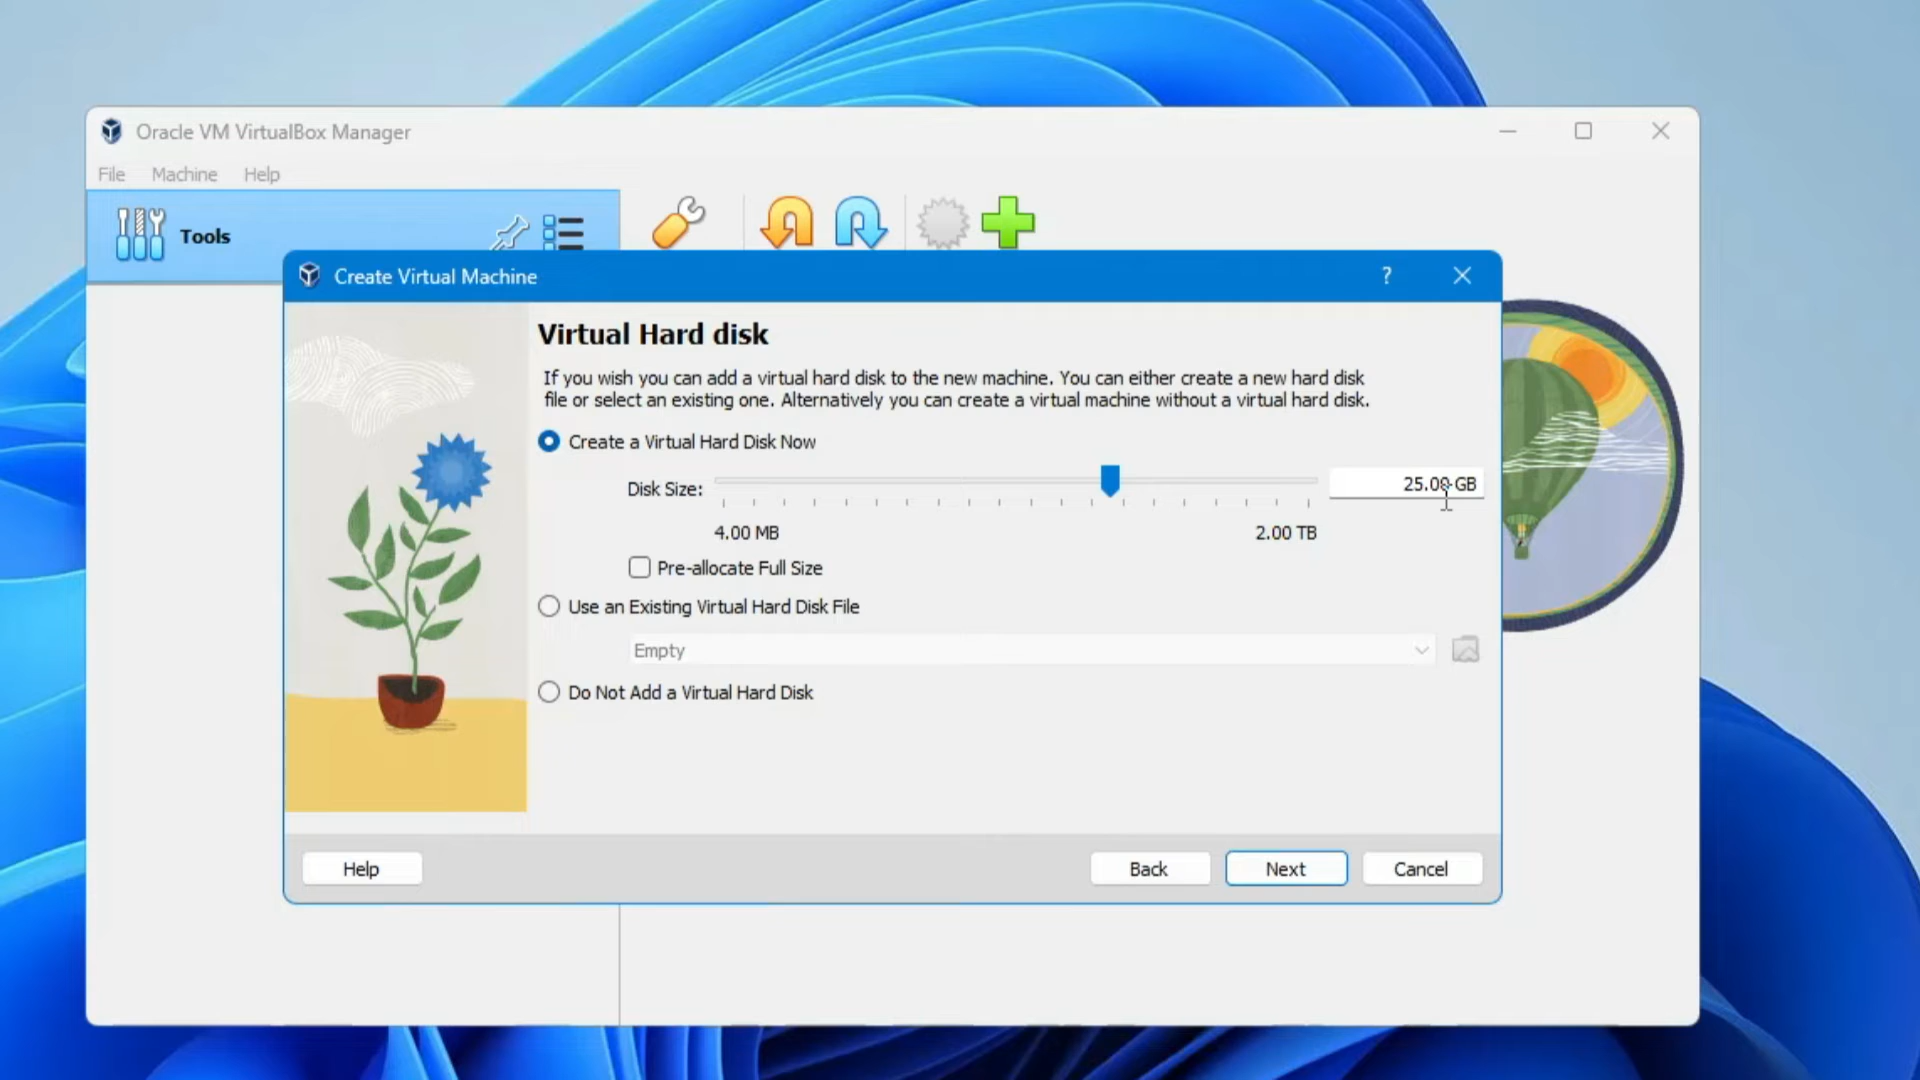 Oracle VM VirtualBox Manager
File Machine Help
Tools
Create Virtual Machine ?
Virtual Hard disk
If you wish you can add a virtual hard disk to the new machine. You can either create a new hard disk
file or select an existing one. Alternatively you can create a virtual machine without a virtual hard disk.
Create a Virtual Hard Disk Now
Disk Size: 25.00 GB
4.00 MB 2.00 TB
Pre-allocate Full Size
Use an Existing Virtual Hard Disk File
Empty
Do Not Add a Virtual Hard Disk
Help Back Next Cancel